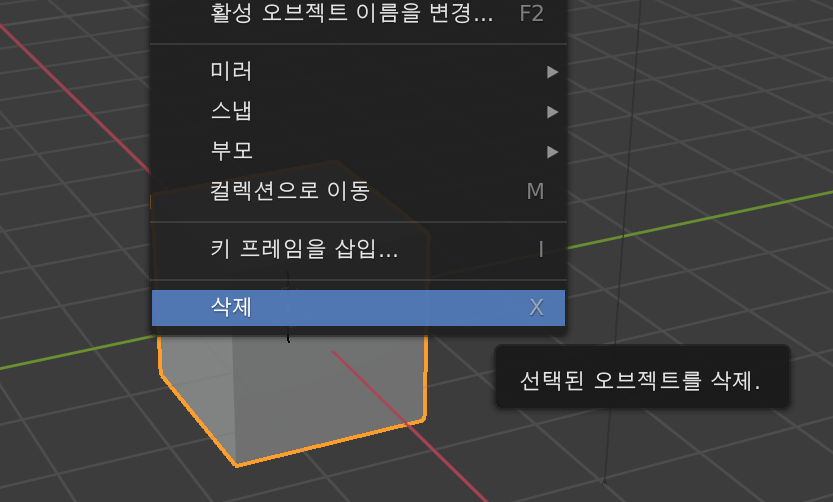 활성 오브젝트 이름을 변경... F2
미러
스냅
부모
컬렉션으로 이동 M
키 프레임을 삽입... I
삭제 X
선택된 오브젝트를 삭제.